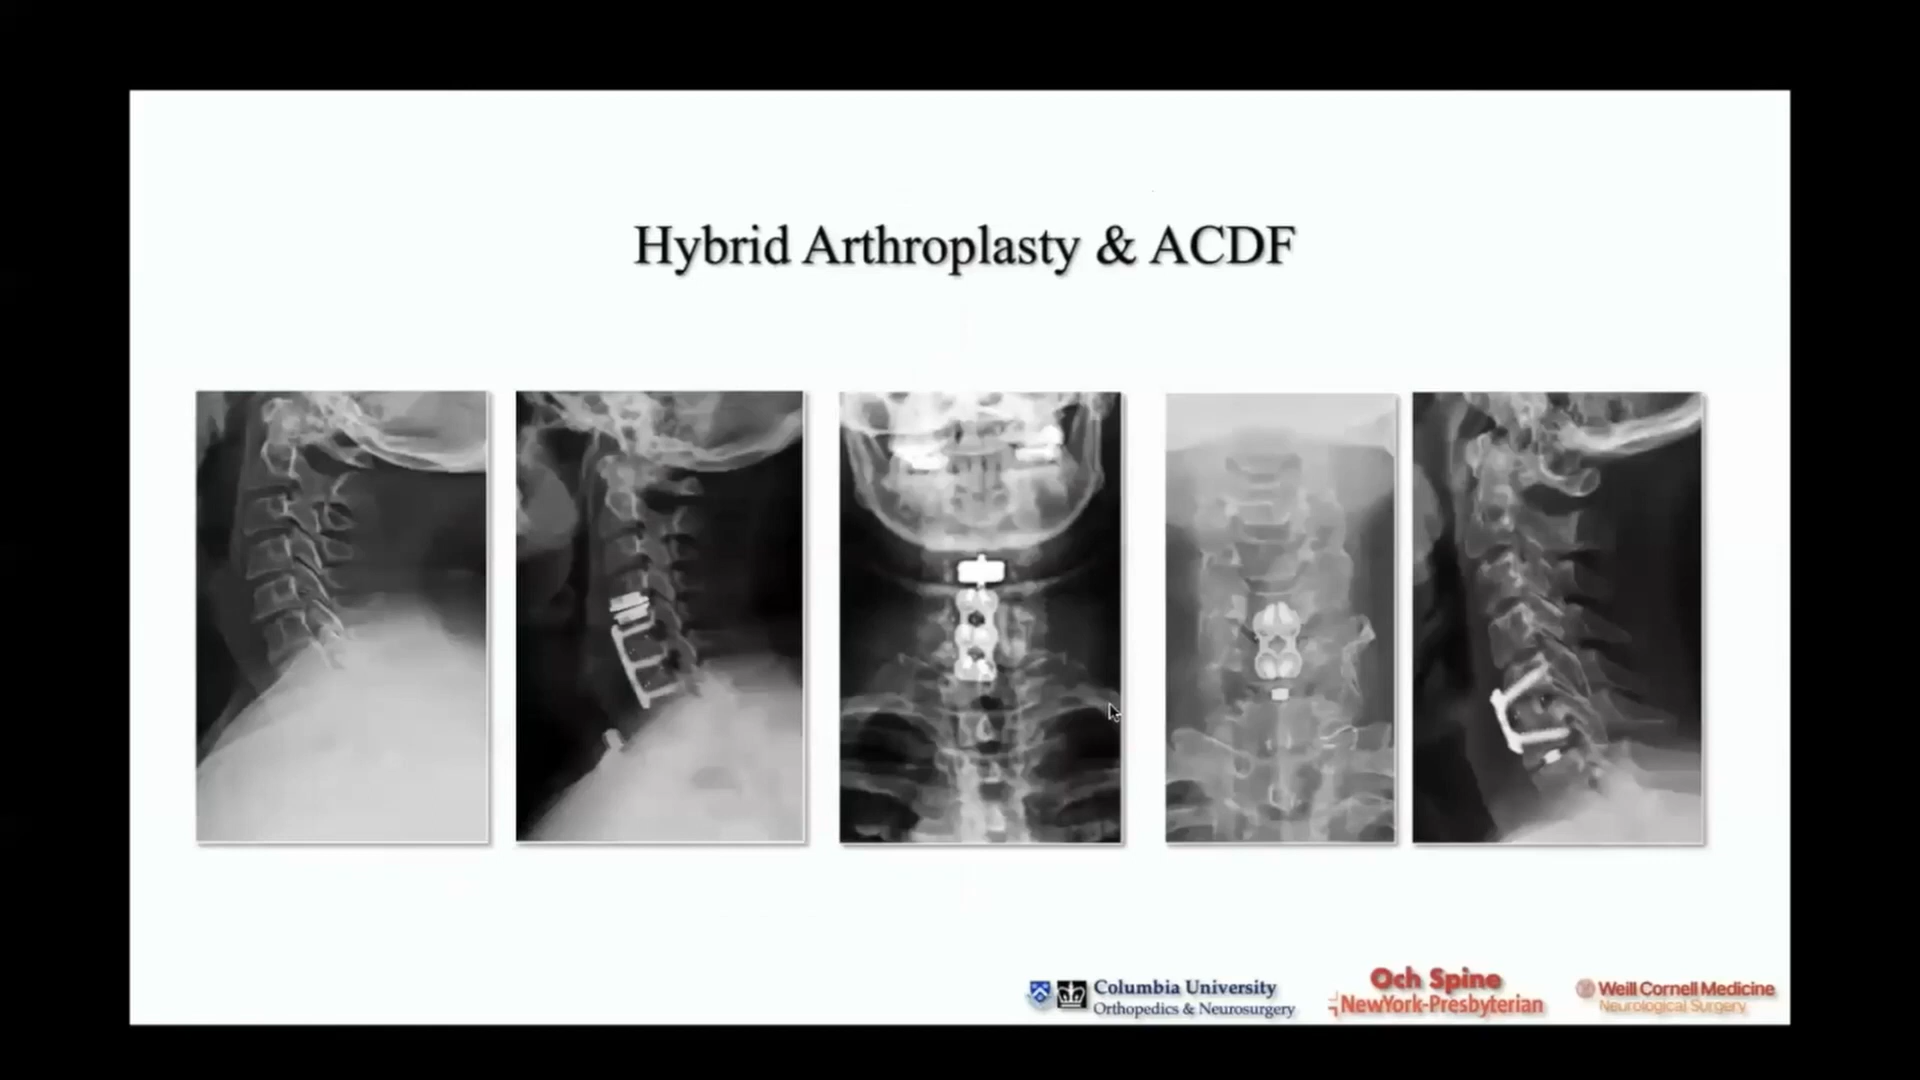 Hybrid Arthroplasty & ACDF
Columbia University
Orthopedics & Neurosurgery
Och Spine
NewYork-Presbyterian
Weill Cornell Medicine
Neurological Surgery